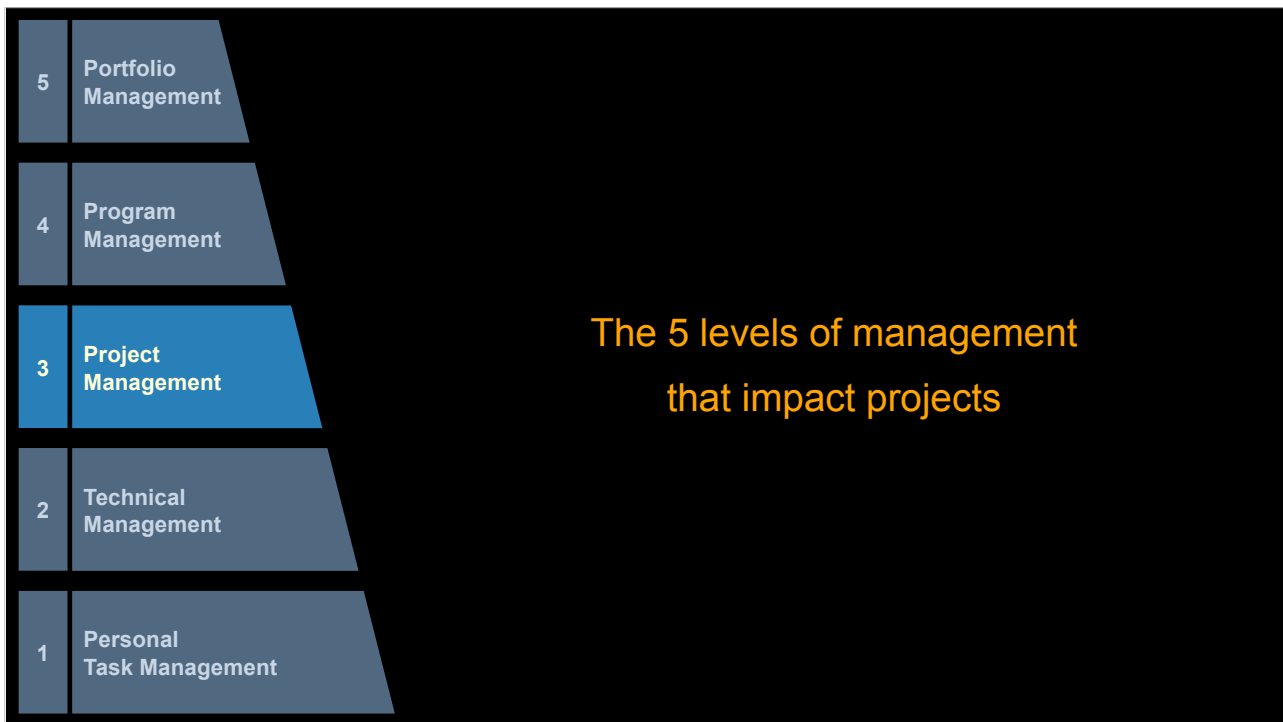 5
Portfolio
Management
4
Program
Management
3
Project
Management
2
Technical
Management
1
Personal
Task Management
The 5 levels of management
that impact projects